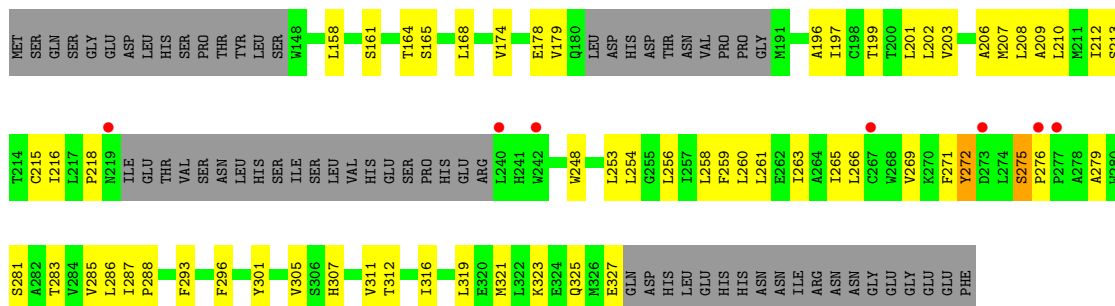 MET SER GLN SER GLY GLU ASP LEU HIS SER PRO THR TYR LEU SER W148 L158 S161 T164 S165 L168 V174 E178 V179 Q180 LEU ASP HIS ASP THR ASN VAL PRO PRO GLY M191 A196 I197 C198 T199 T200 L201 L202 V203 A206 M207 L208 A209 L210 M211 I212 S213
T214 C215 I216 L217 P218 N219 ILE GLU THR VAL SER ASN LEU HIS SER ILE SER LEU VAL HIS GLU SER PRO HIS GLU ARG L240 H241 W242 W248 L253 L254 G255 L256 I257 L258 F259 L260 L261 E262 I263 A264 I265 L266 C267 W268 V269 K270 F271 Y272 D273 L274 S275 P276 P277 A278 A279 W280
S281 A282 T283 V284 V285 L286 I287 P288 F293 F296 Y301 V305 S306 H307 V311 T312 I316 L319 E320 M321 L322 K323 E324 Q325 M326 E327 GLN ASP HIS LEU GLU HIS HIS ASN ASN ILE ARG ASN ASN GLY GLU GLY GLU GLU PHE